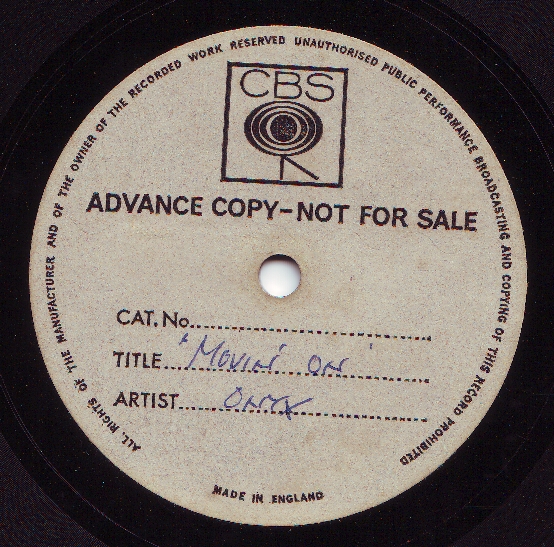 ALL RIGHTS OF THE MANUFACTURER AND OF THE OWNER OF THE RECORDED WORK RESERVED UNAUTHORISED PUBLIC PERFORMANCE BROADCASTING AND COPYING OF THIS RECORD PROHIBITED
CBS
ADVANCE COPY-NOT FOR SALE
CAT. No.
TITLE 'MOVIN' ON'
ARTIST ONYX
MADE IN ENGLAND